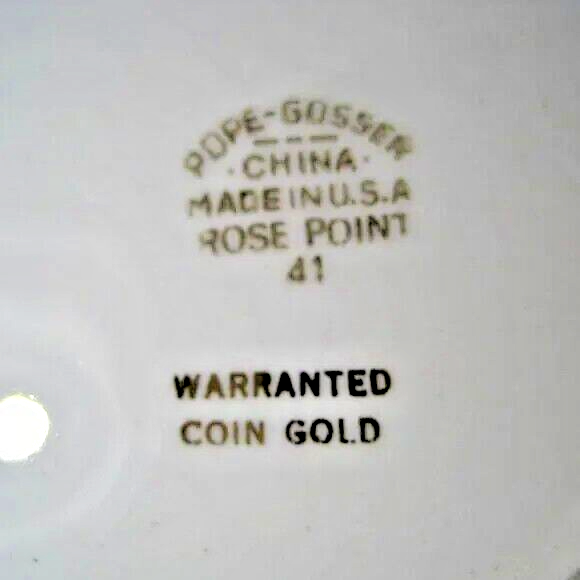 POPE-GOSSER
- - -
· CHINA ·
MADE IN U.S.A
ROSE POINT
41
WARRANTED
COIN GOLD